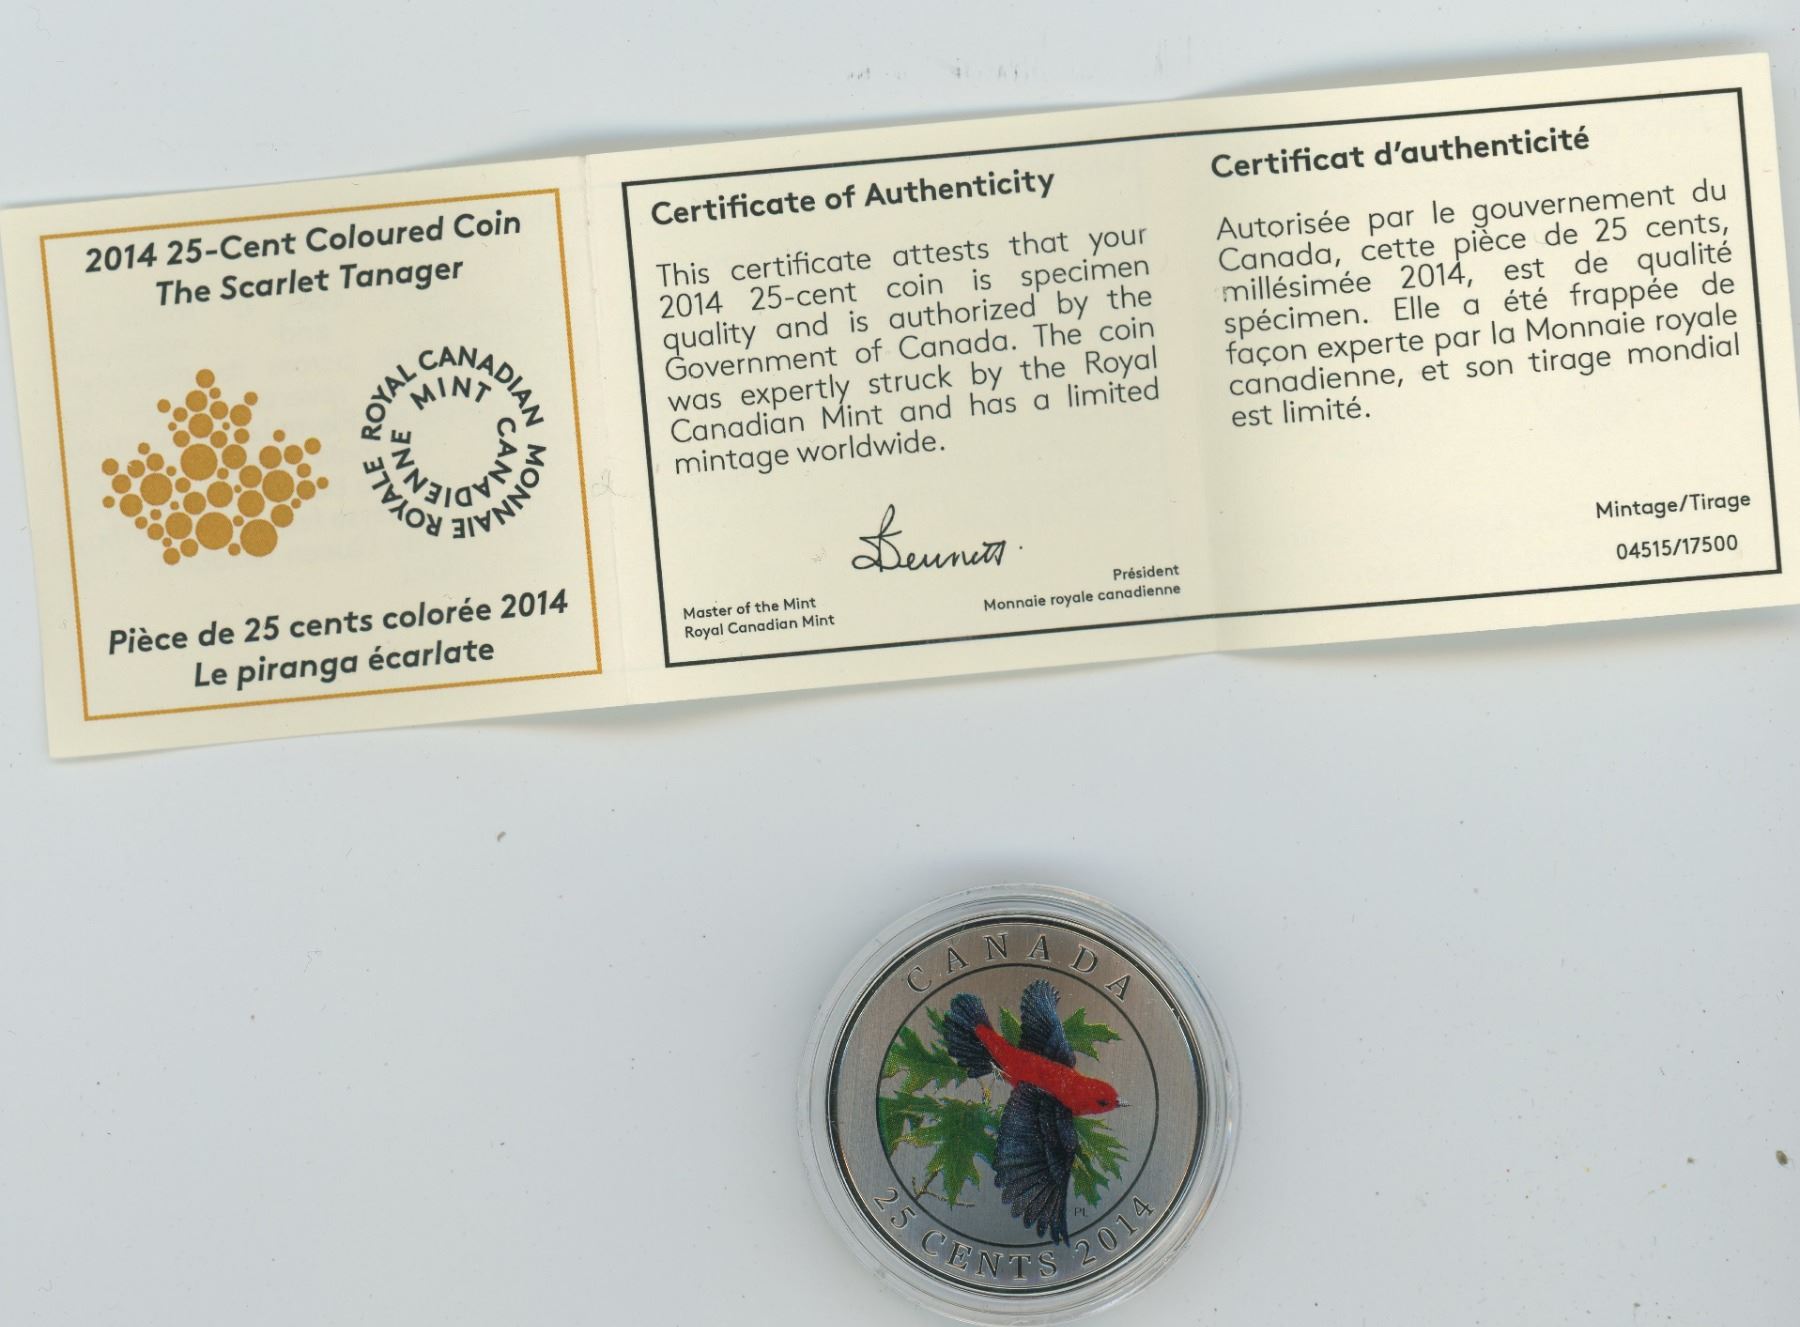 2014 25-Cent Coloured Coin
The Scarlet Tanager
ROYAL CANADIAN MINT
MONNAIE ROYALE CANADIENNE
Pièce de 25 cents colorée 2014
Le piranga écarlate
Certificate of Authenticity
This certificate attests that your
2014 25-cent coin is specimen
quality and is authorized by the
Government of Canada. The coin
was expertly struck by the Royal
Canadian Mint and has a limited
mintage worldwide.
Bennett
Master of the Mint
Royal Canadian Mint
Président
Monnaie royale canadienne
Certificat d'authenticité
Autorisée par le gouvernement du
Canada, cette pièce de 25 cents,
millésimée 2014, est de qualité
spécimen. Elle a été frappée de
façon experte par la Monnaie royale
canadienne, et son tirage mondial
est limité.
Mintage/Tirage
04515/17500
CANADA
PL
25 CENTS 2014